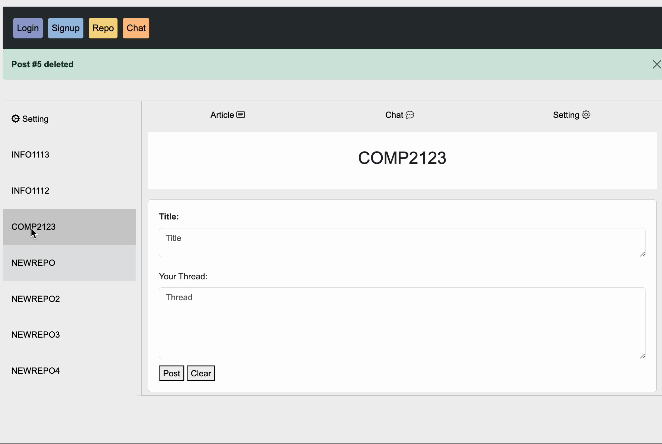 Login Signup Repo Chat
Post #5 deleted
Setting
INFO1113
INFO1112
COMP2123
NEWREPO
NEWREPO2
NEWREPO3
NEWREPO4
Article Chat Setting
COMP2123
Title:
Title
Your Thread:
Thread
Post Clear